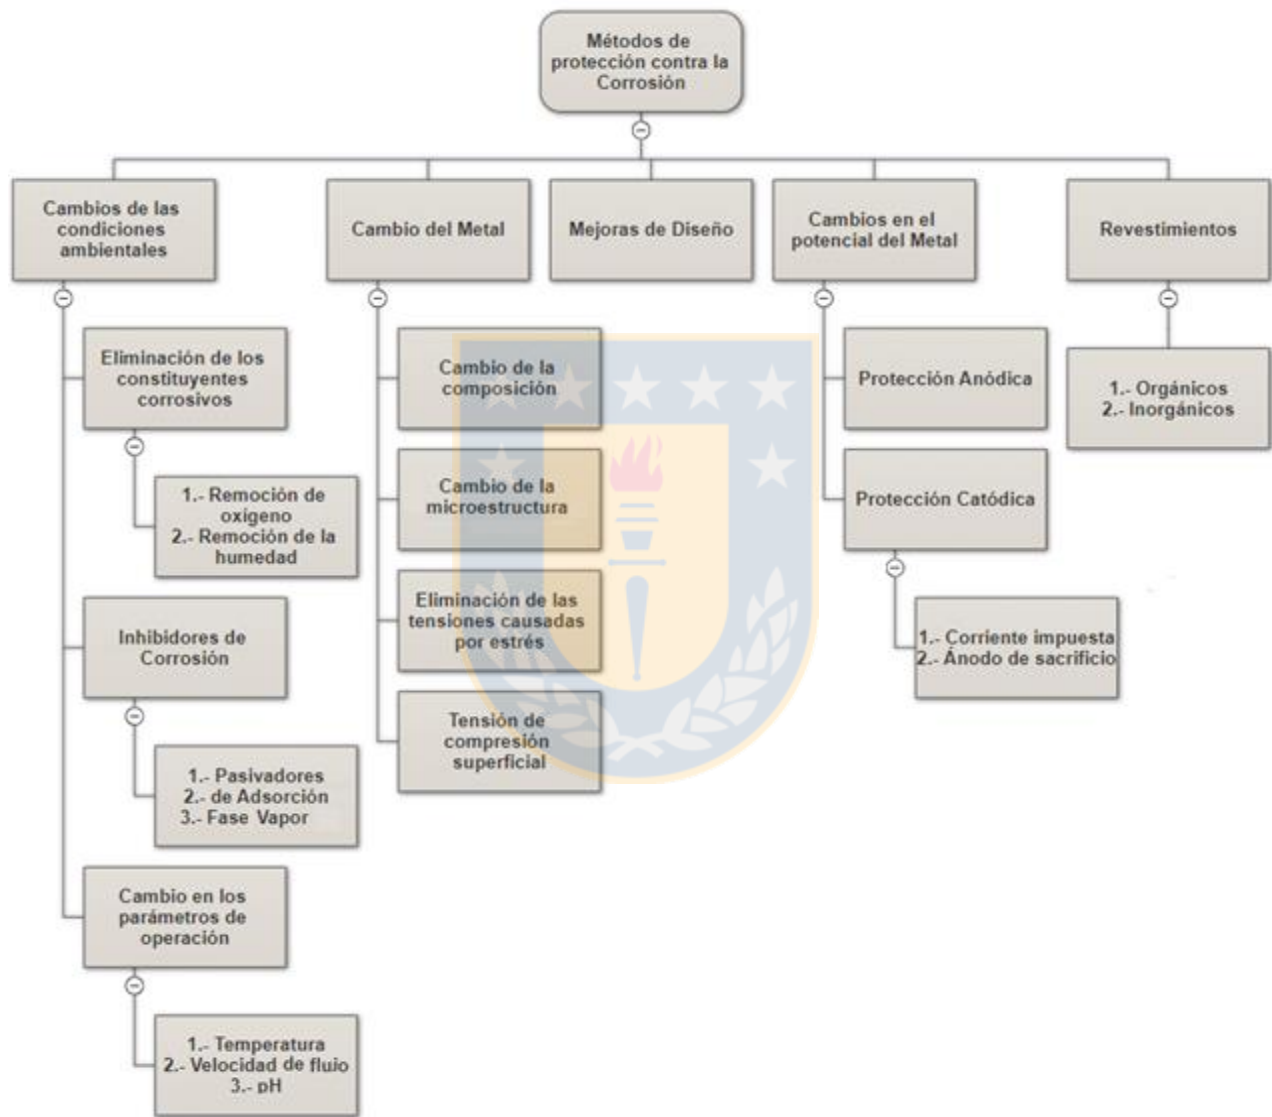 Métodos de
protección contra la
Corrosión
Cambios de las
condiciones
ambientales
Cambio del Metal
Mejoras de Diseño
Cambios en el
potencial del Metal
Revestimientos
Eliminación de los
constituyentes
corrosivos
1.- Remoción de
oxígeno
2.- Remoción de la
humedad
Inhibidores de
Corrosión
1.- Pasivadores
2.- de Adsorción
3.- Fase Vapor
Cambio en los
parámetros de
operación
1.- Temperatura
2.- Velocidad de flujo
3.- pH
Cambio de la
composición
Cambio de la
microestructura
Eliminación de las
tensiones causadas
por estrés
Tensión de
compresión
superficial
Protección Anódica
Protección Catódica
1.- Corriente impuesta
2.- Ánodo de sacrificio
1.- Orgánicos
2.- Inorgánicos